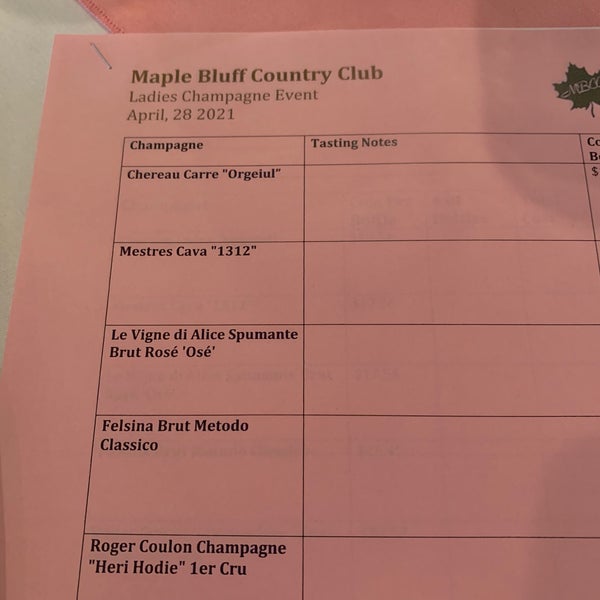 Maple Bluff Country Club
Ladies Champagne Event
April, 28 2021
MBCC
Champagne
Tasting Notes
Chereau Carre "Orgeiul"
$
Mestres Cava "1312"
Le Vigne di Alice Spumante
Brut Rosé 'Osé'
Felsina Brut Metodo
Classico
Roger Coulon Champagne
"Heri Hodie" 1er Cru